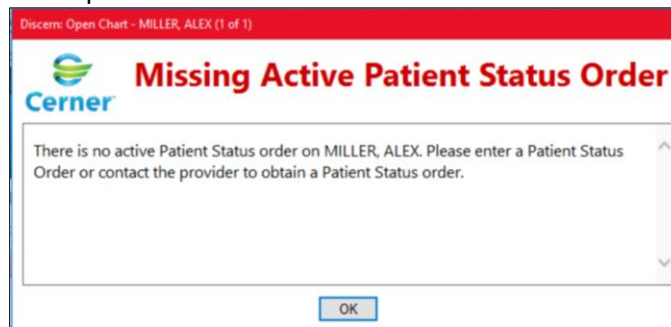 Discern: Open Chart - MILLER, ALEX (1 of 1)
Cerner
Missing Active Patient Status Order
There is no active Patient Status order on MILLER, ALEX. Please enter a Patient Status
Order or contact the provider to obtain a Patient Status order.
OK